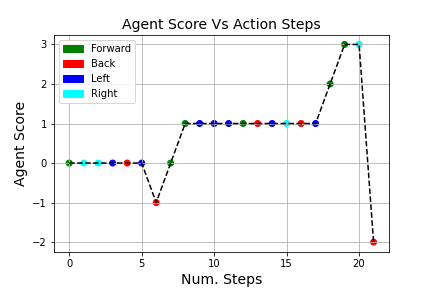 Agent Score Vs Action Steps
Agent Score
3
2
1
0
−1
−2
Forward
Back
Left
Right
0 5 10 15 20
Num. Steps